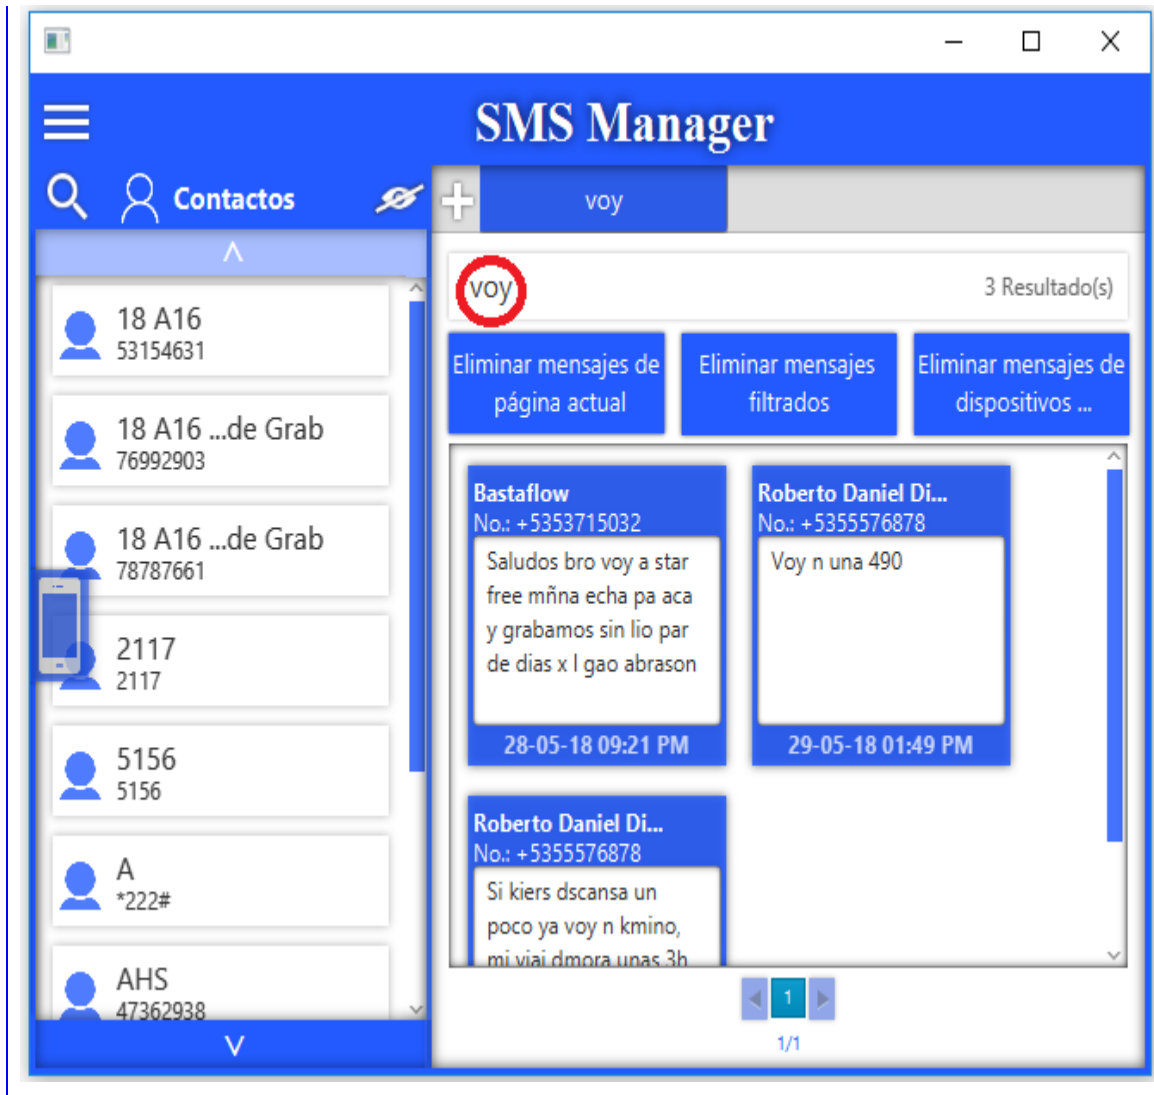 SMS Manager
Contactos
voy
18 A16
53154631
18 A16 ...de Grab
76992903
18 A16 ...de Grab
78787661
2117
2117
5156
5156
A
*222#
AHS
47362938
voy
3 Resultado(s)
Eliminar mensajes de
página actual
Eliminar mensajes
filtrados
Eliminar mensajes de
dispositivos ...
Bastaflow
No.: +5353715032
Saludos bro voy a star
free mñna echa pa aca
y grabamos sin lio par
de dias x l gao abrason
28-05-18 09:21 PM
Roberto Daniel Di...
No.: +5355576878
Voy n una 490
29-05-18 01:49 PM
Roberto Daniel Di...
No.: +5355576878
Si kiers dscansa un
poco ya voy n kmino,
mi viaj dmora unas 3h
1
1/1